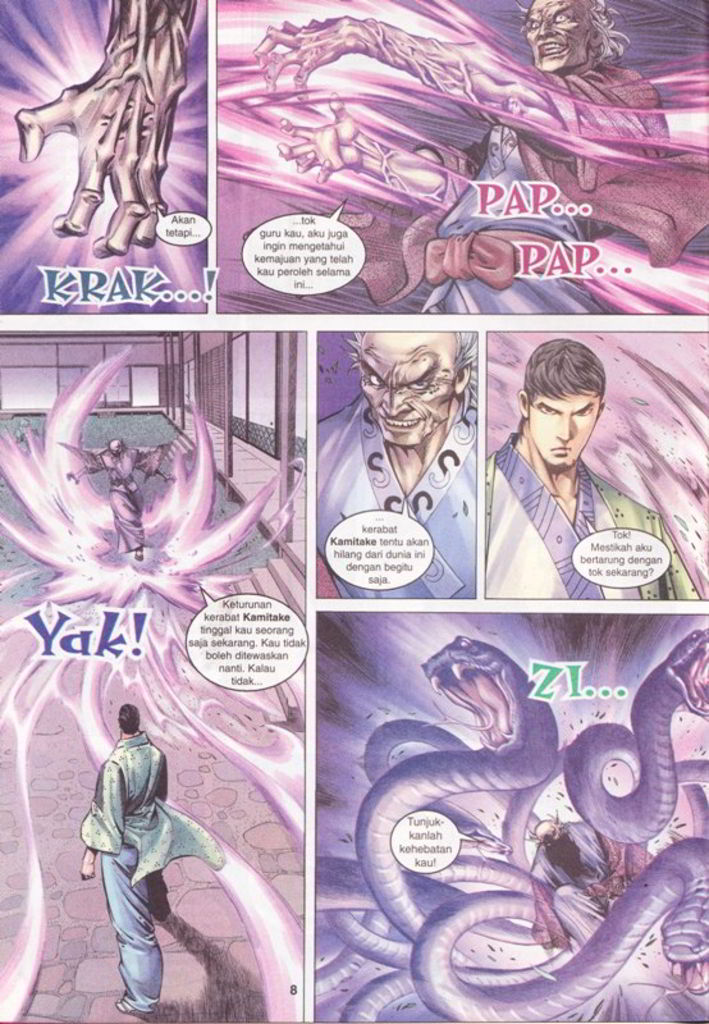 Akan
tetapi...
KRAK...!
...tok
guru kau, aku juga
ingin mengetahui
kemajuan yang telah
kau peroleh selama
ini...
PAP...
PAP...
Keturunan
kerabat Kamitake
tinggal kau seorang
saja sekarang. Kau tidak
boleh ditewaskan
nanti. Kalau
tidak...
Yak!
...
kerabat
Kamitake tentu akan
hilang dari dunia ini
dengan begitu
saja.
Tok!
Mestikah aku
bertarung dengan
tok sekarang?
ZI...
Tunjuk-
kanlah
kehebatan
kau!
8